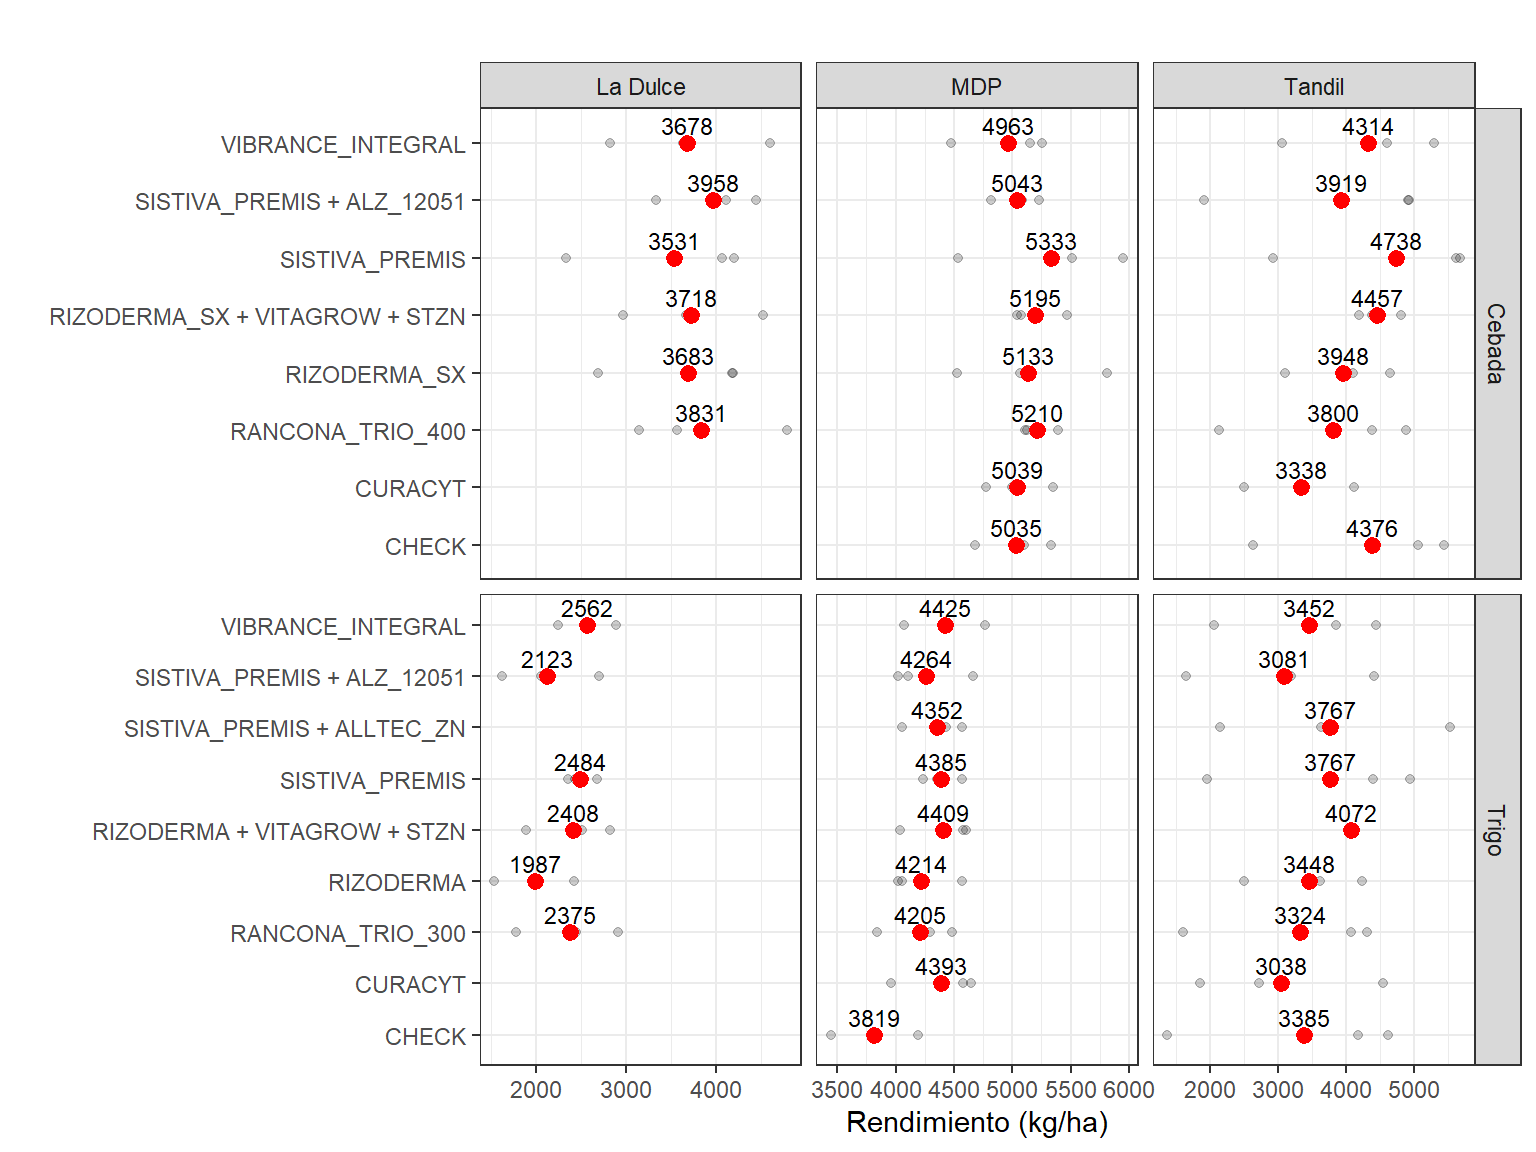 La Dulce MDP Tandil
VIBRANCE_INTEGRAL 3678 4963 4314
SISTIVA_PREMIS + ALZ_12051 3958 5043 3919
SISTIVA_PREMIS 3531 5333 4738
RIZODERMA_SX + VITAGROW + STZN 3718 5195 4457
RIZODERMA_SX 3683 5133 3948
RANCONA_TRIO_400 3831 5210 3800
CURACYT 5039 3338
CHECK 5035 4376
Cebada
VIBRANCE_INTEGRAL 2562 4425 3452
SISTIVA_PREMIS + ALZ_12051 2123 4264 3081
SISTIVA_PREMIS + ALLTEC_ZN 4352 3767
SISTIVA_PREMIS 2484 4385 3767
RIZODERMA + VITAGROW + STZN 2408 4409 4072
RIZODERMA 1987 4214 3448
RANCONA_TRIO_300 2375 4205 3324
CURACYT 4393 3038
CHECK 3819 3385
Trigo
2000 3000 4000 3500 4000 4500 5000 5500 6000 2000 3000 4000 5000
Rendimiento (kg/ha)